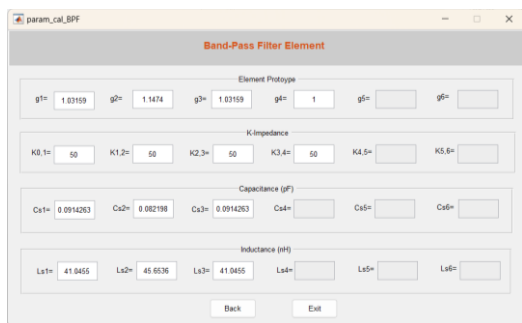 param_cal_BPF
Band-Pass Filter Element
Element Protoype
g1= 1.03159 g2= 1.1474 g3= 1.03159 g4= 1 g5= g6=
K-Impedance
K0,1= 50 K1,2= 50 K2,3= 50 K3,4= 50 K4,5= K5,6=
Capacitance (pF)
Cs1= 0.0914263 Cs2= 0.082198 Cs3= 0.0914263 Cs4= Cs5= Cs6=
Inductance (nH)
Ls1= 41.0455 Ls2= 45.6536 Ls3= 41.0455 Ls4= Ls5= Ls6=
Back Exit